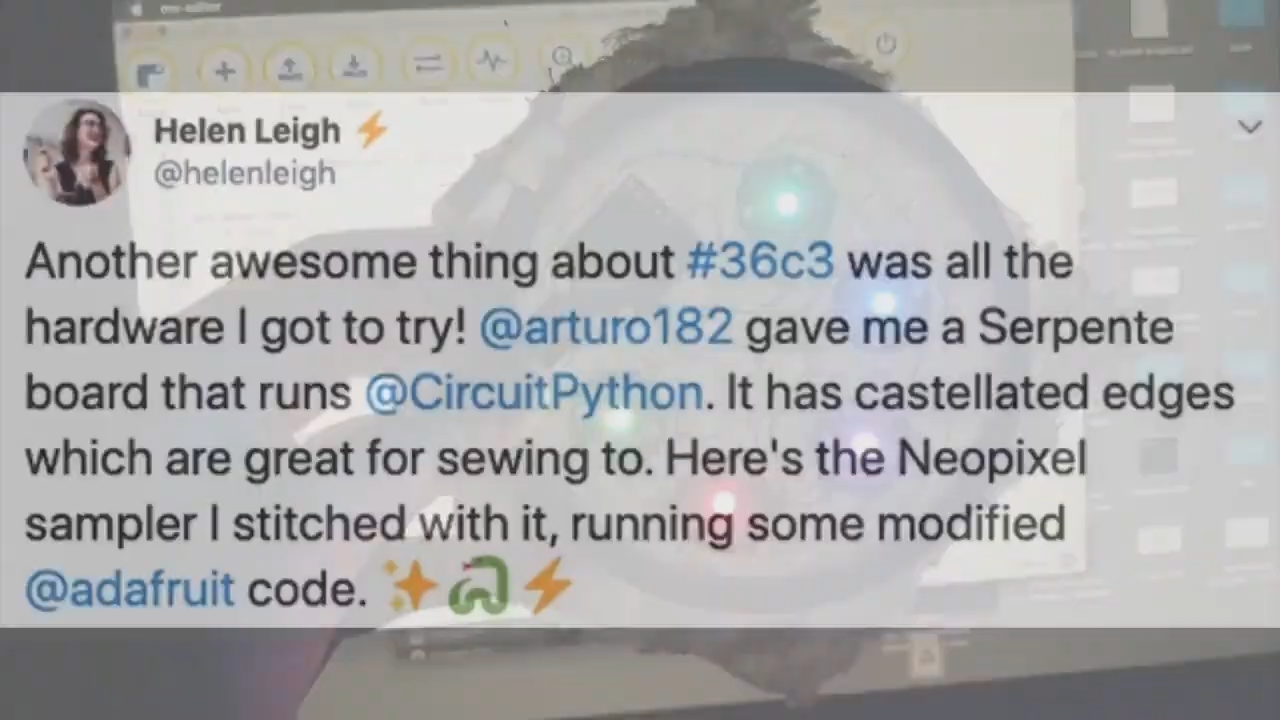 Helen Leigh ⚡
@helenleigh
Another awesome thing about #36c3 was all the
hardware I got to try! @arturo182 gave me a Serpente
board that runs @CircuitPython. It has castellated edges
which are great for sewing to. Here's the Neopixel
sampler I stitched with it, running some modified
@adafruit code. ✨🐍⚡